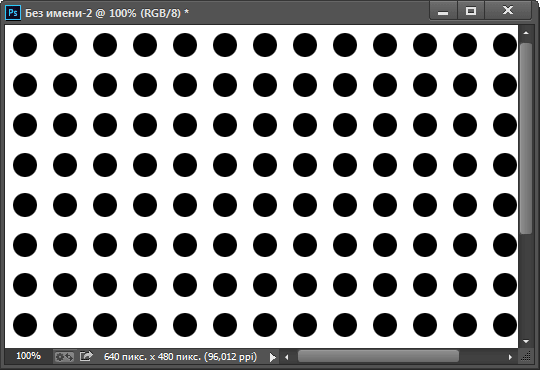 Ps Без имени-2 @ 100% (RGB/8) *
100% 640 пикс. x 480 пикс. (96,012 ppi)